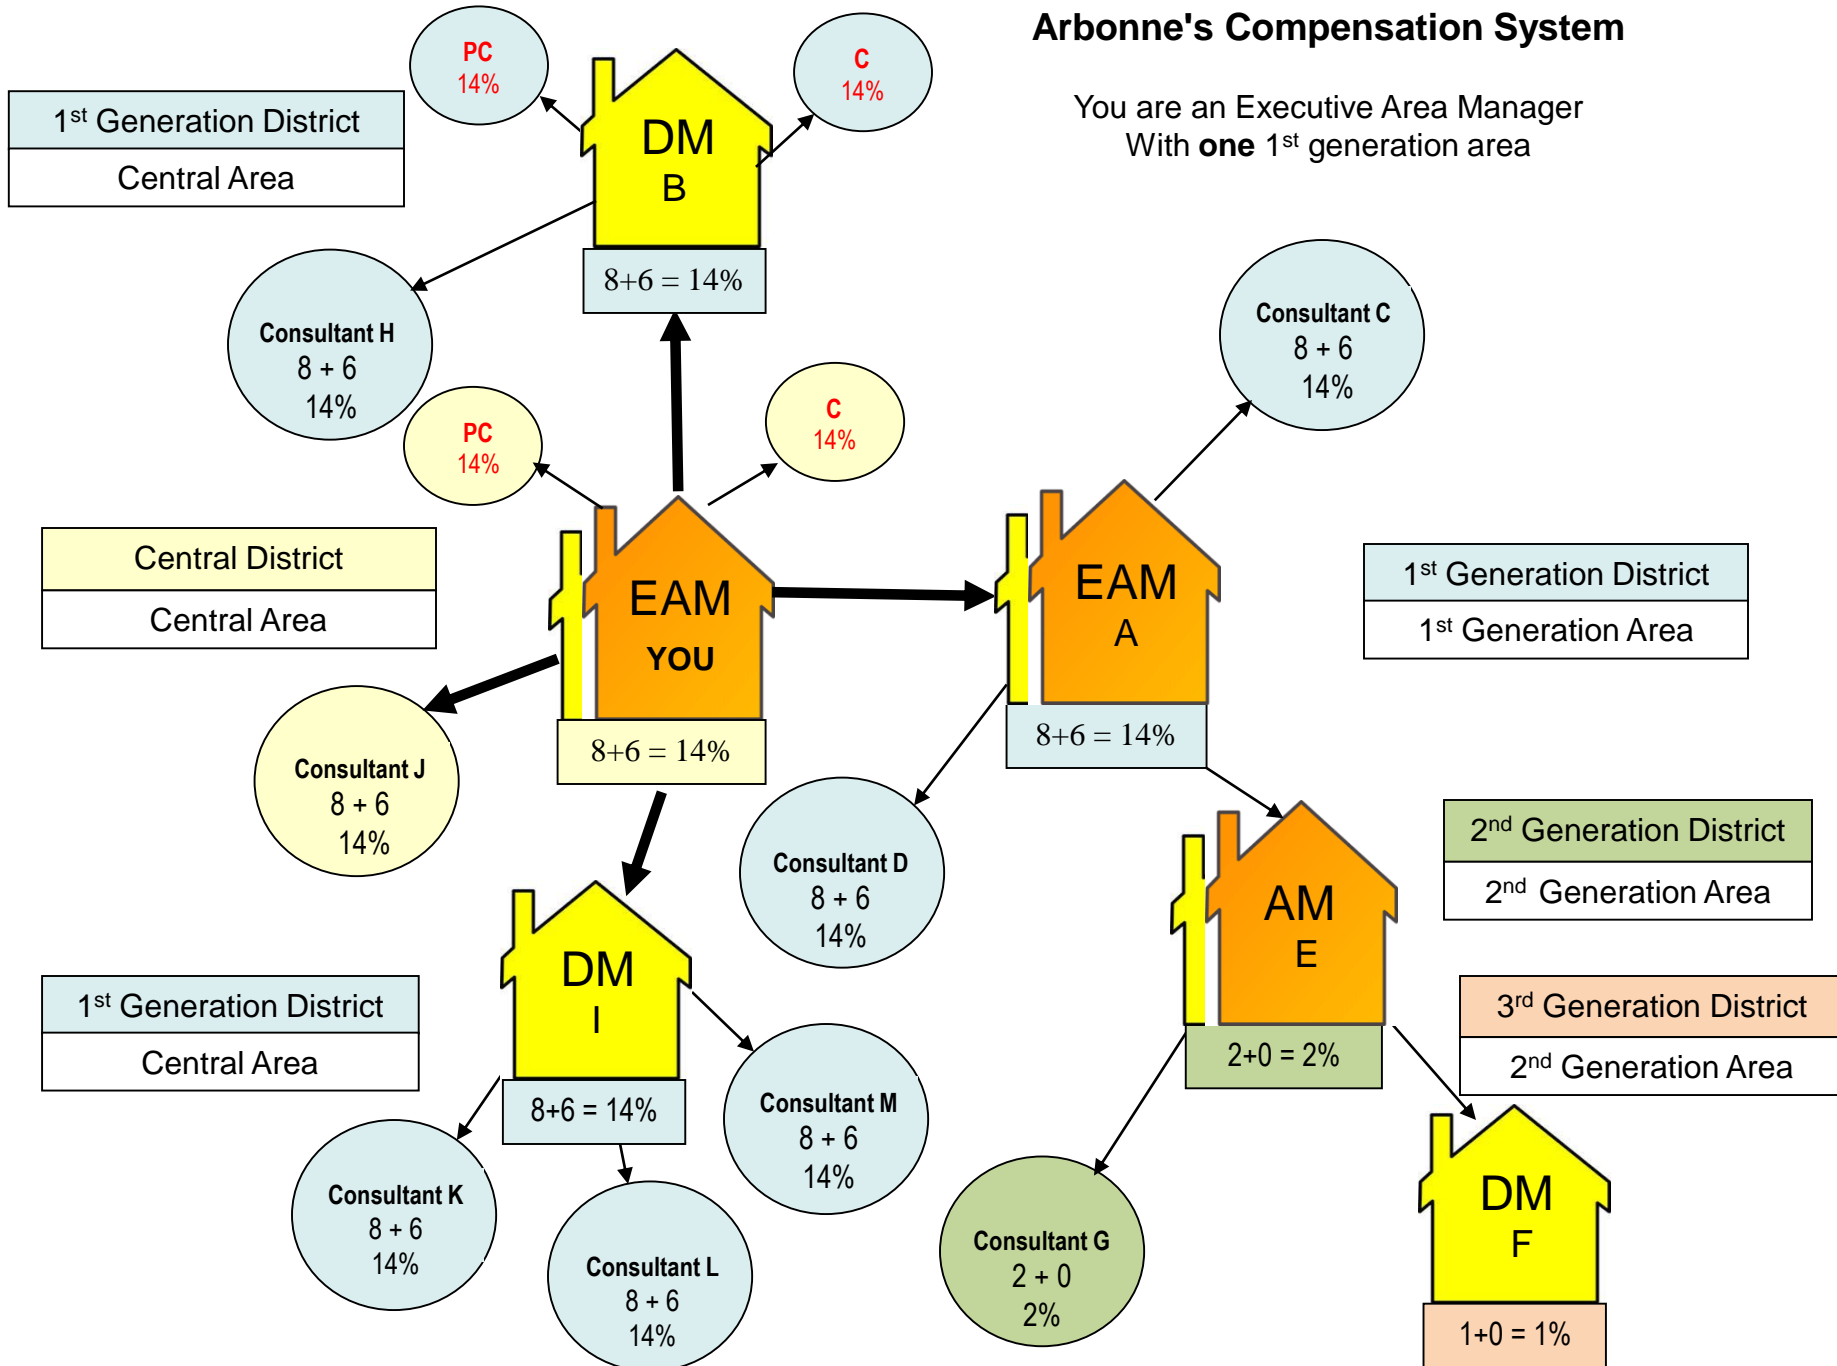 Arbonne's Compensation System
You are an Executive Area Manager
With one 1st generation area
PC
14%
C
14%
1st Generation District
Central Area
DM
B
8+6 = 14%
Consultant H
8 + 6
14%
Consultant C
8 + 6
14%
PC
14%
C
14%
Central District
Central Area
EAM
YOU
8+6 = 14%
EAM
A
8+6 = 14%
1st Generation District
1st Generation Area
Consultant J
8 + 6
14%
Consultant D
8 + 6
14%
2nd Generation District
2nd Generation Area
AM
E
2+0 = 2%
1st Generation District
Central Area
DM
I
8+6 = 14%
3rd Generation District
2nd Generation Area
Consultant M
8 + 6
14%
Consultant K
8 + 6
14%
Consultant L
8 + 6
14%
Consultant G
2 + 0
2%
DM
F
1+0 = 1%